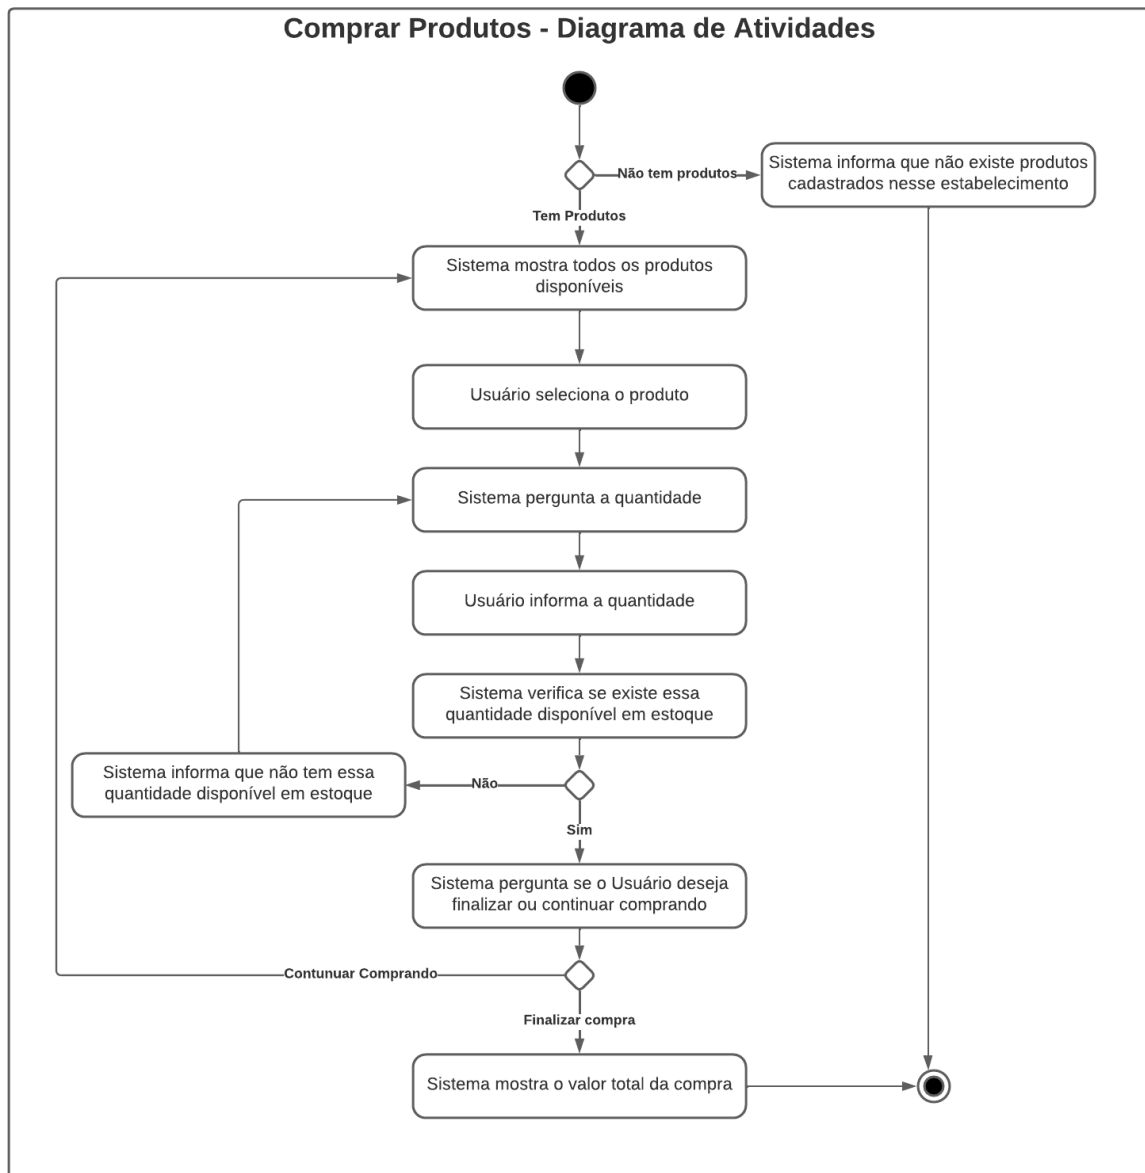 Comprar Produtos - Diagrama de Atividades
Não tem produtos
Sistema informa que não existe produtos
cadastrados nesse estabelecimento
Tem Produtos
Sistema mostra todos os produtos
disponíveis
Usuário seleciona o produto
Sistema pergunta a quantidade
Usuário informa a quantidade
Sistema verifica se existe essa
quantidade disponível em estoque
Não
Sistema informa que não tem essa
quantidade disponível em estoque
Sim
Sistema pergunta se o Usuário deseja
finalizar ou continuar comprando
Contunuar Comprando
Finalizar compra
Sistema mostra o valor total da compra